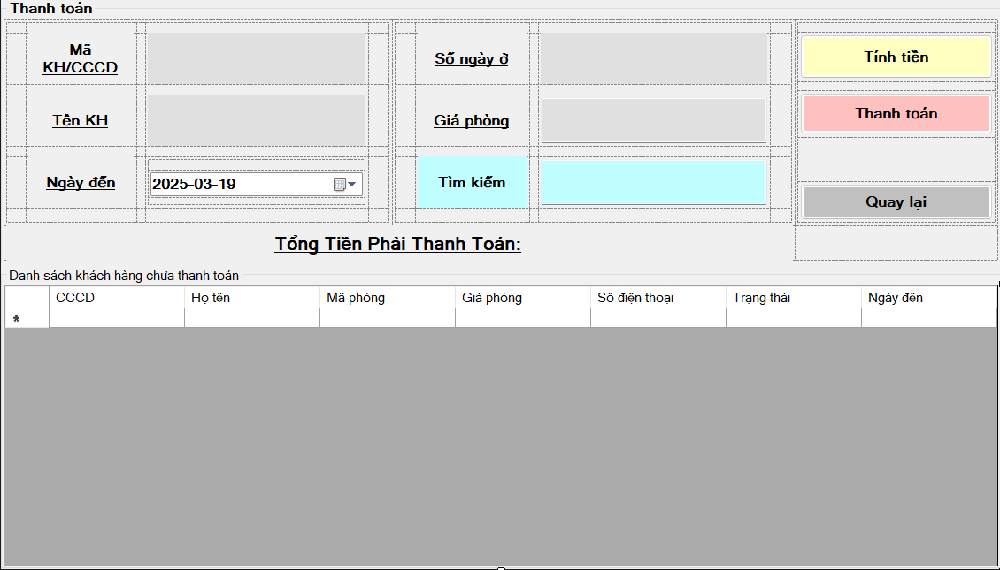 Thanh toán
Mã
KH/CCCD
Số ngày ở
Tính tiền
Tên KH
Giá phòng
Thanh toán
Ngày đến
2025-03-19
Tìm kiếm
Quay lại
Tổng Tiền Phải Thanh Toán:
Danh sách khách hàng chưa thanh toán
CCCD Họ tên Mã phòng Giá phòng Số điện thoại Trạng thái Ngày đến
*